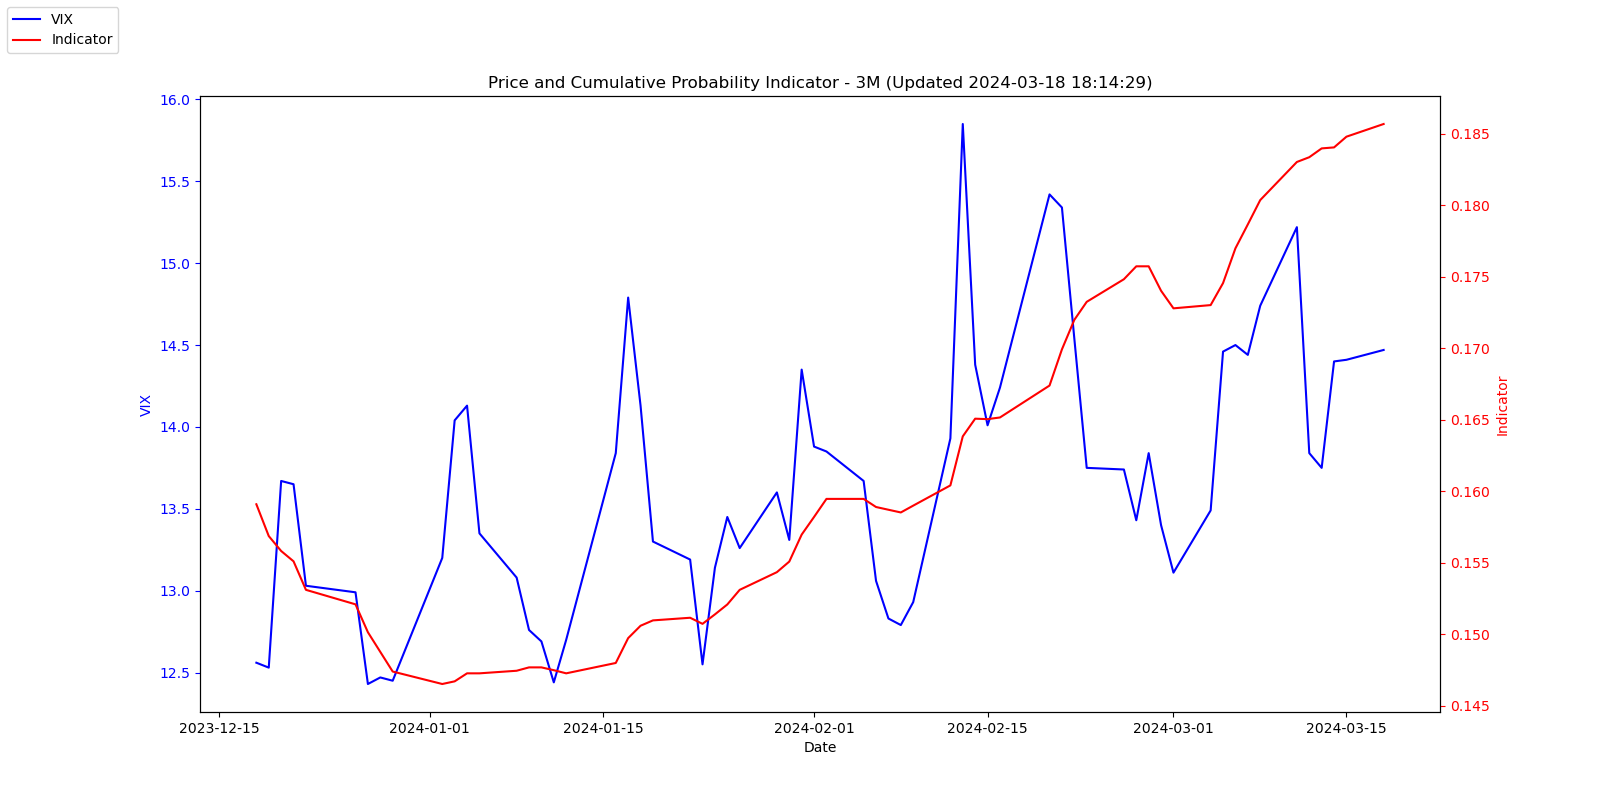 VIX
Indicator
Price and Cumulative Probability Indicator - 3M (Updated 2024-03-18 18:14:29)
16.0
15.5
15.0
14.5
14.0
13.5
13.0
12.5
VIX
0.185
0.180
0.175
0.170
0.165
0.160
0.155
0.150
0.145
Indicator
2023-12-15 2024-01-01 2024-01-15 2024-02-01 2024-02-15 2024-03-01 2024-03-15
Date